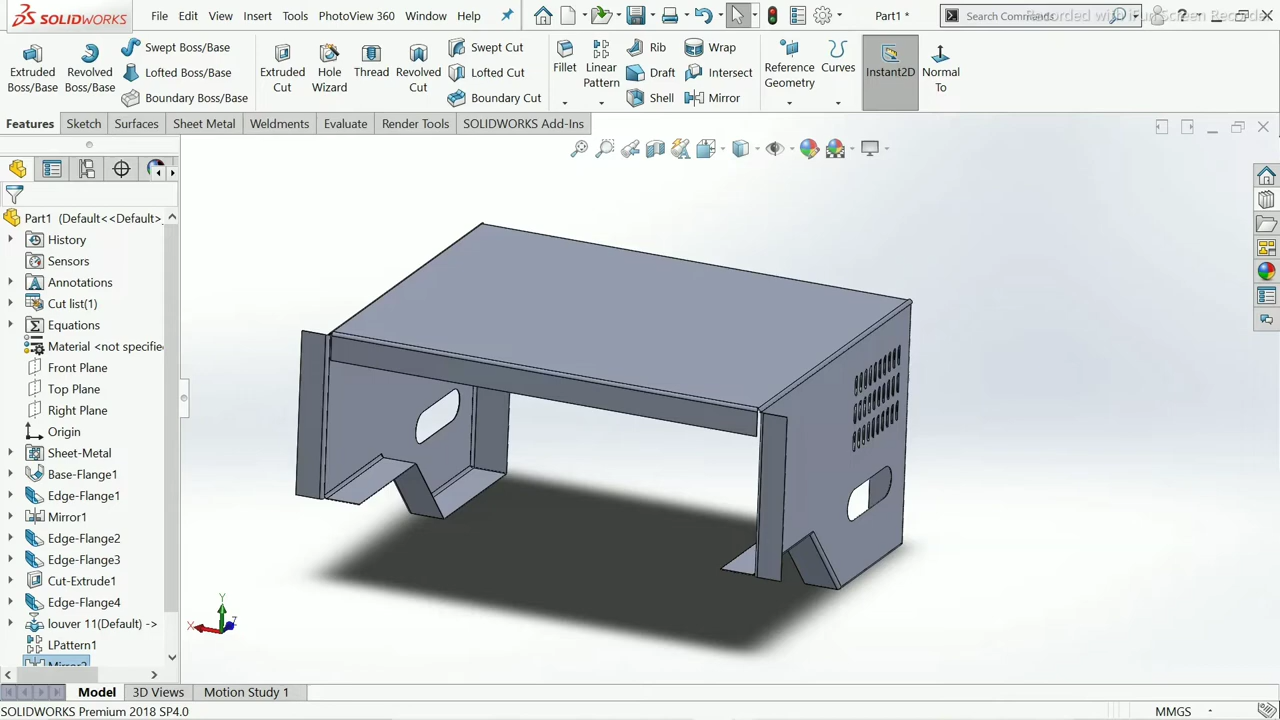 SOLIDWORKS File Edit View Insert Tools PhotoView 360 Window Help Part1 * Search Commands
Recorded with iFun Screen Recorder
Extruded Boss/Base
Revolved Boss/Base
Swept Boss/Base
Lofted Boss/Base
Boundary Boss/Base
Extruded Cut
Hole Wizard
Thread
Revolved Cut
Swept Cut
Lofted Cut
Boundary Cut
Fillet
Linear Pattern
Rib
Draft
Shell
Wrap
Intersect
Mirror
Reference Geometry
Curves
Instant2D
Normal To
Features Sketch Surfaces Sheet Metal Weldments Evaluate Render Tools SOLIDWORKS Add-Ins
Part1 (Default<<Default>_
History
Sensors
Annotations
Cut list(1)
Equations
Material <not specifie
Front Plane
Top Plane
Right Plane
Origin
Sheet-Metal
Base-Flange1
Edge-Flange1
Mirror1
Edge-Flange2
Edge-Flange3
Cut-Extrude1
Edge-Flange4
louver 11(Default) ->
LPattern1
Y
X
Z
Model 3D Views Motion Study 1
SOLIDWORKS Premium 2018 SP4.0 MMGS